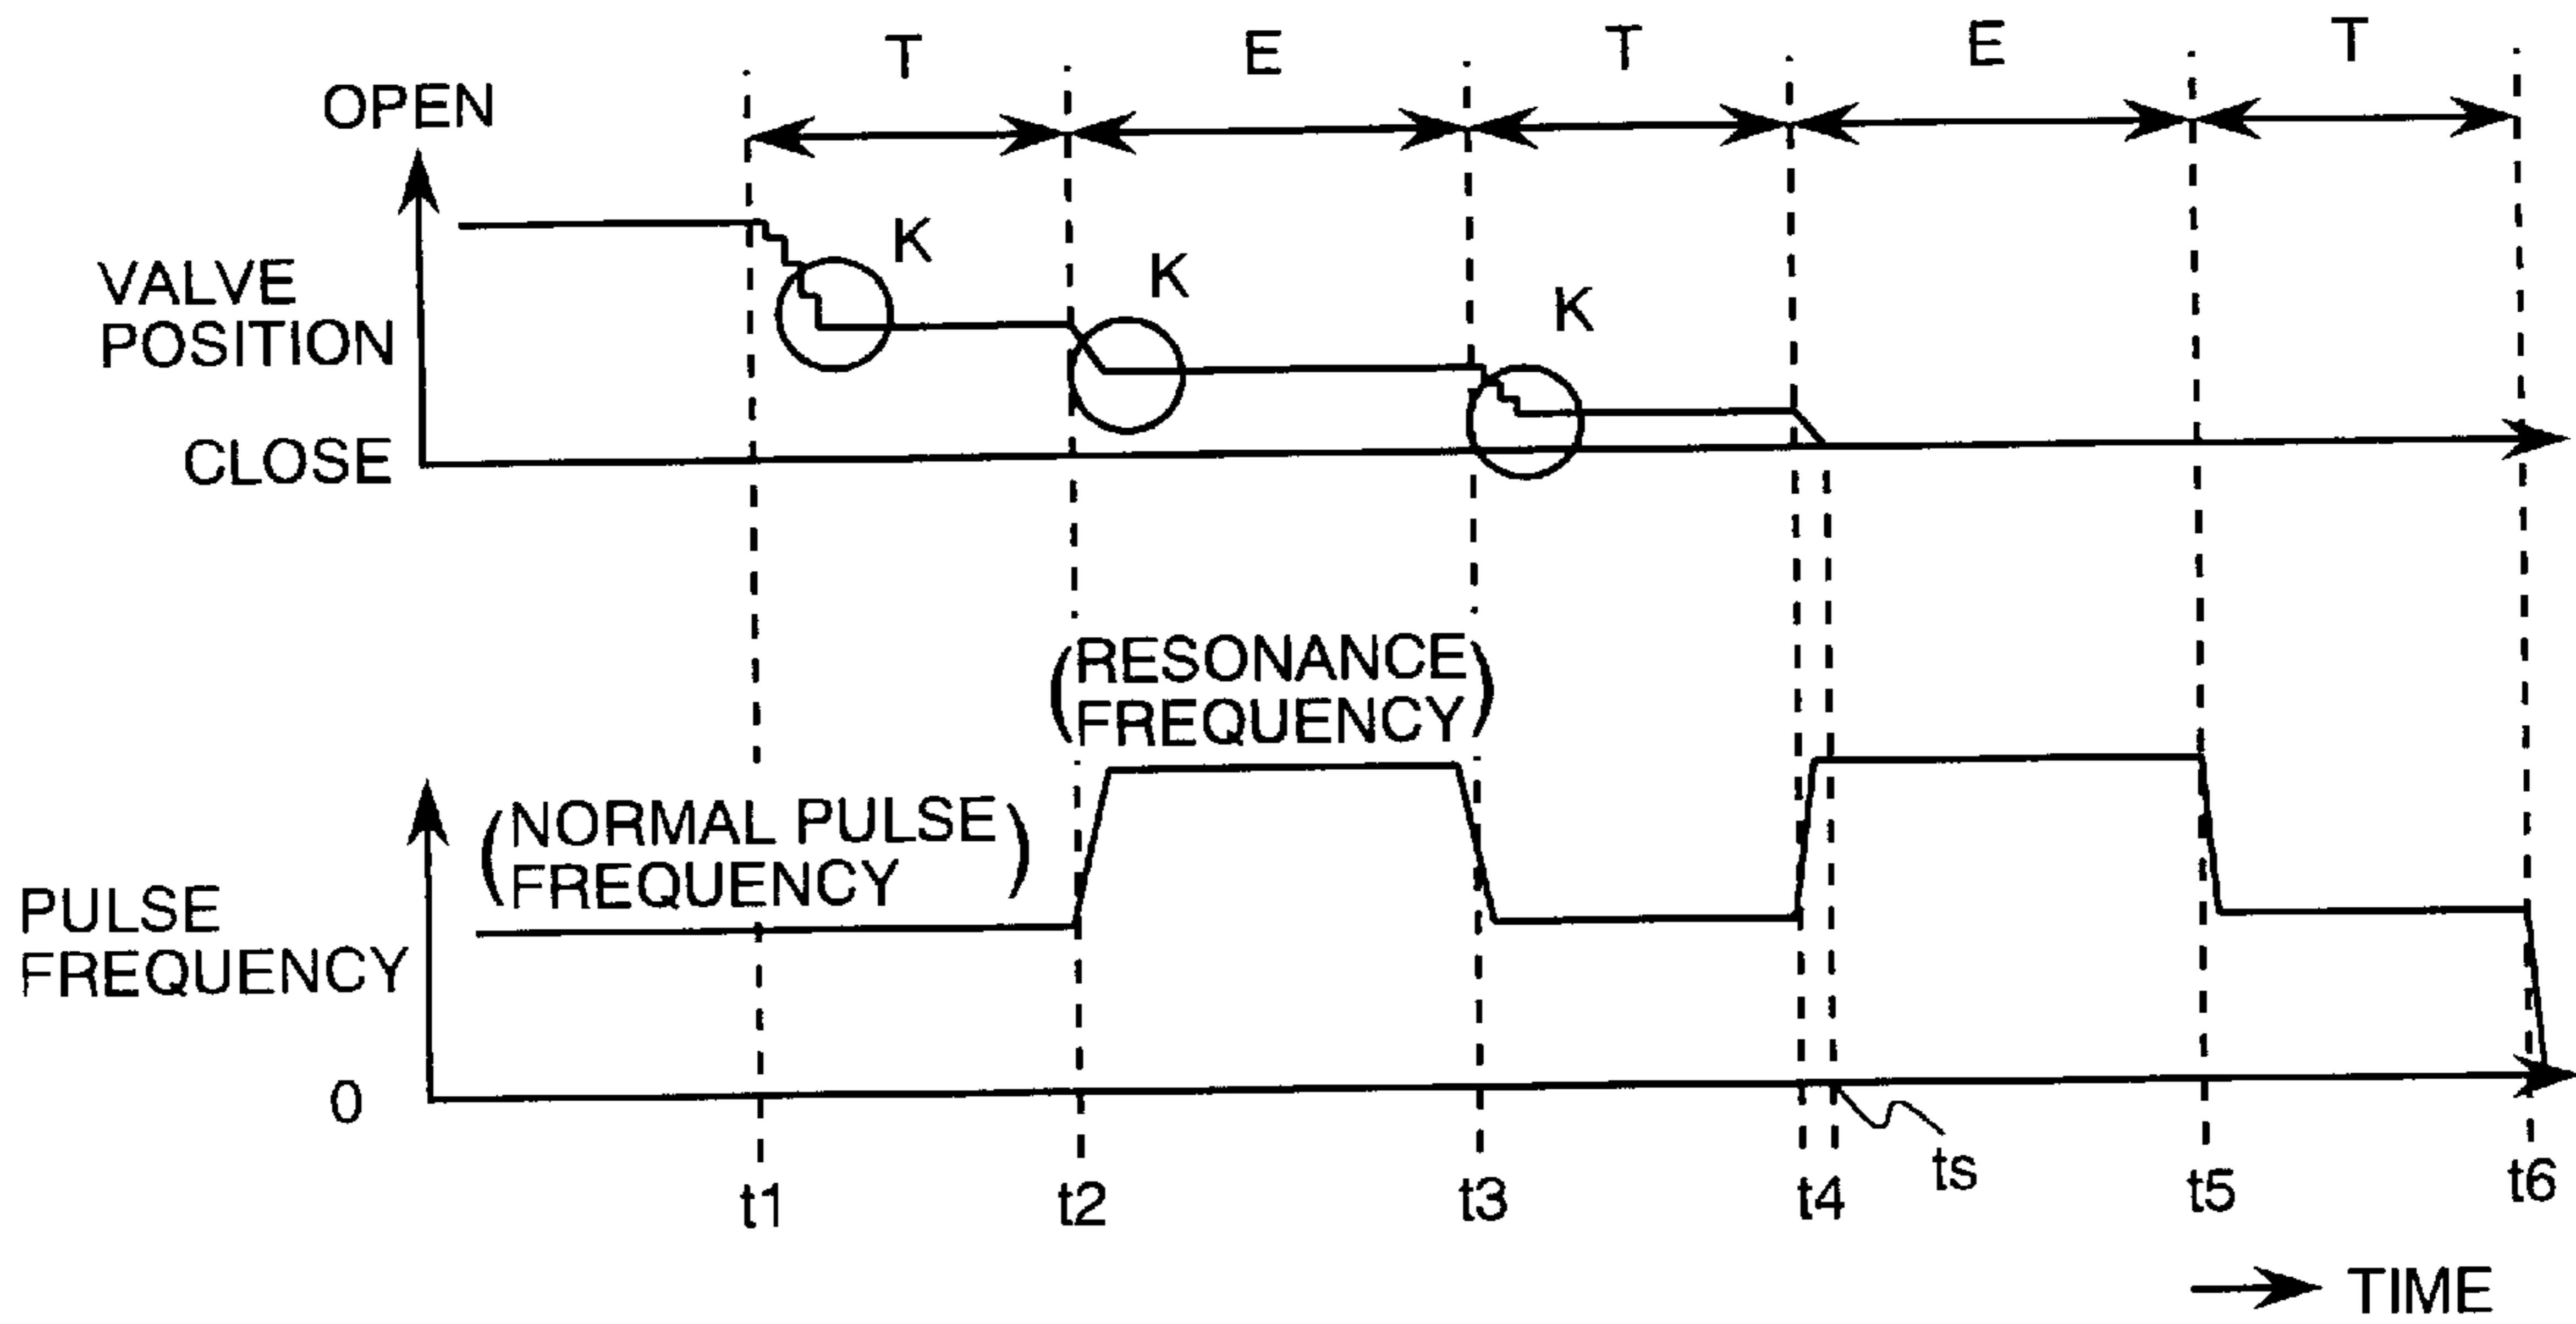 T E T E T
OPEN
K
K
K
VALVE
POSITION
CLOSE
(RESONANCE
FREQUENCY)
(NORMAL PULSE
FREQUENCY)
PULSE
FREQUENCY
0
ts
t1 t2 t3 t4 t5 t6
TIME